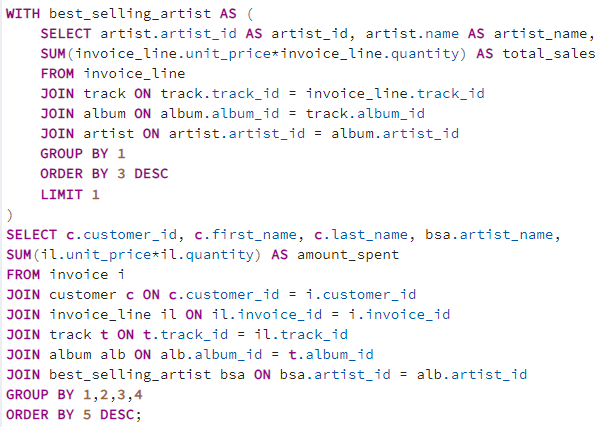 WITH best_selling_artist AS (
SELECT artist.artist_id AS artist_id, artist.name AS artist_name,
SUM(invoice_line.unit_price*invoice_line.quantity) AS total_sales
FROM invoice_line
JOIN track ON track.track_id = invoice_line.track_id
JOIN album ON album.album_id = track.album_id
JOIN artist ON artist.artist_id = album.artist_id
GROUP BY 1
ORDER BY 3 DESC
LIMIT 1
)
SELECT c.customer_id, c.first_name, c.last_name, bsa.artist_name,
SUM(il.unit_price*il.quantity) AS amount_spent
FROM invoice i
JOIN customer c ON c.customer_id = i.customer_id
JOIN invoice_line il ON il.invoice_id = i.invoice_id
JOIN track t ON t.track_id = il.track_id
JOIN album alb ON alb.album_id = t.album_id
JOIN best_selling_artist bsa ON bsa.artist_id = alb.artist_id
GROUP BY 1,2,3,4
ORDER BY 5 DESC;